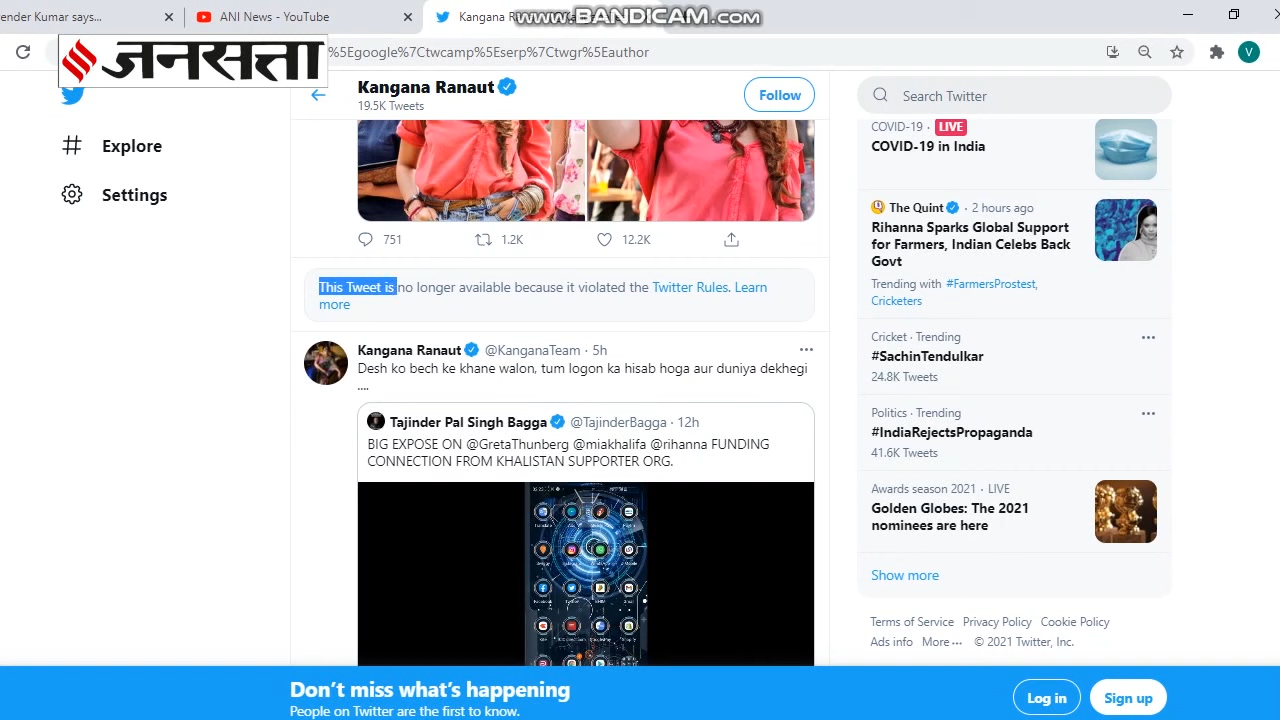 ender Kumar says...
ANI News - YouTube
Kangana R
www.BANDICAM.com
%5Egoogle%7Ctwcamp%5Eserp%7Ctwgr%5Eauthor
V
जनसत्ता
Kangana Ranaut
19.5K Tweets
Follow
Search Twitter
Explore
Settings
751
1.2K
12.2K
This Tweet is no longer available because it violated the Twitter Rules. Learn
more
Kangana Ranaut @KanganaTeam · 5h
Desh ko bech ke khane walon, tum logon ka hisab hoga aur duniya dekhegi
....
Tajinder Pal Singh Bagga @TajinderBagga · 12h
BIG EXPOSE ON @GretaThunberg @miakhalifa @rihanna FUNDING
CONNECTION FROM KHALISTAN SUPPORTER ORG.
COVID-19 · LIVE
COVID-19 in India
The Quint · 2 hours ago
Rihanna Sparks Global Support
for Farmers, Indian Celebs Back
Govt
Trending with #FarmersProstest,
Cricketers
Cricket · Trending
#SachinTendulkar
24.8K Tweets
Politics · Trending
#IndiaRejectsPropaganda
41.6K Tweets
Awards season 2021 · LIVE
Golden Globes: The 2021
nominees are here
Show more
Terms of Service Privacy Policy Cookie Policy
Ads info More ··· © 2021 Twitter, Inc.
Don't miss what's happening
People on Twitter are the first to know.
Log in
Sign up